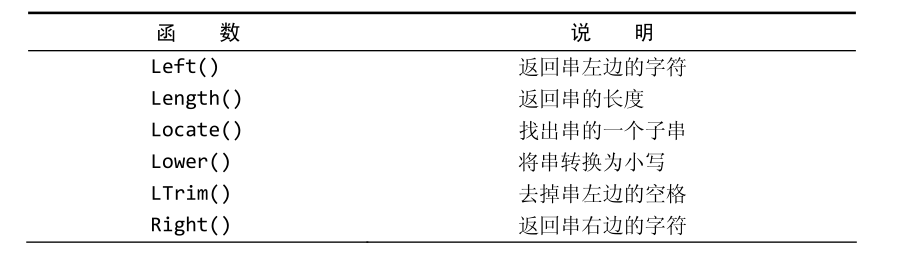 函 数 说 明
Left() 返回串左边的字符
Length() 返回串的长度
Locate() 找出串的一个子串
Lower() 将串转换为小写
LTrim() 去掉串左边的空格
Right() 返回串右边的字符